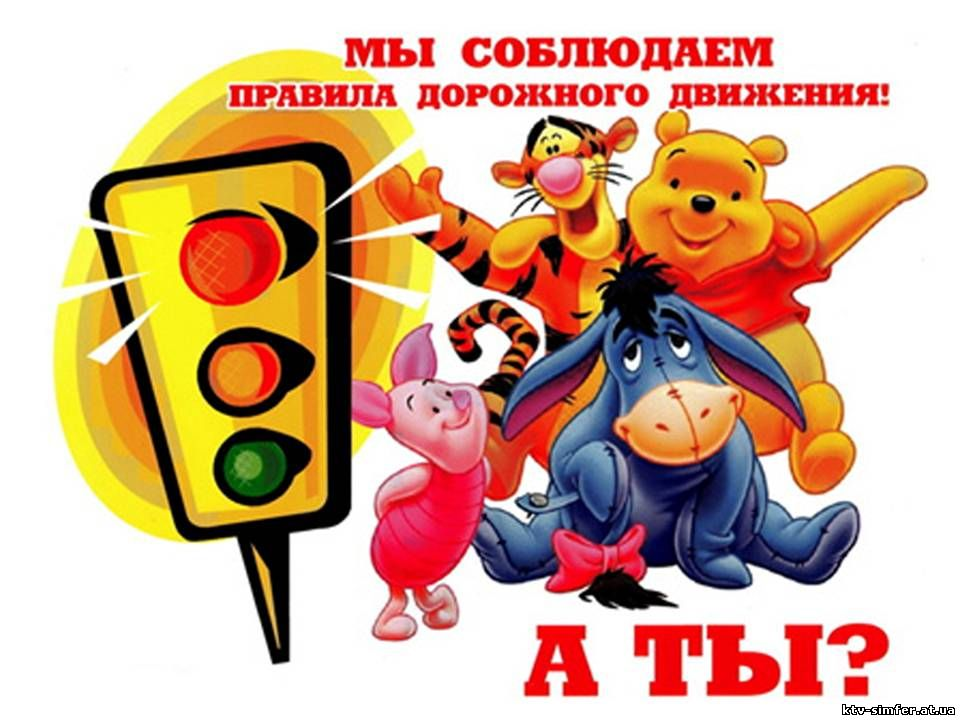 МЫ СОБЛЮДАЕМ
ПРАВИЛА ДОРОЖНОГО ДВИЖЕНИЯ!
А ТЫ?
ktv-simfer.at.ua